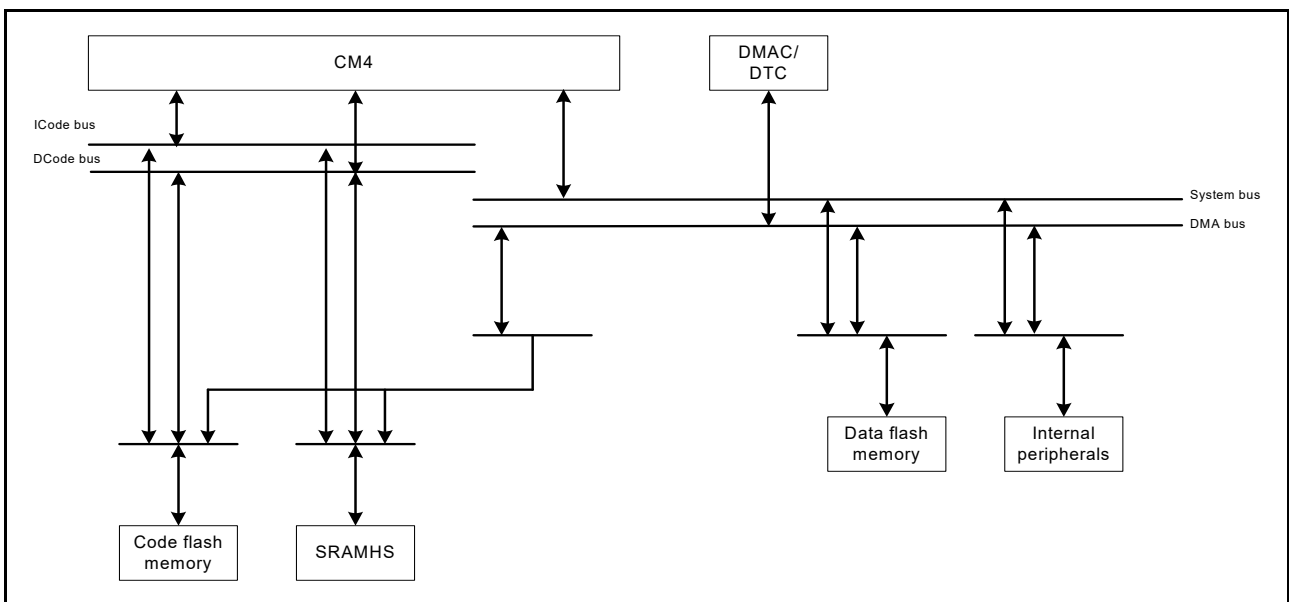 CM4
DMAC/
DTC
ICode bus
DCode bus
System bus
DMA bus
Data flash
memory
Internal
peripherals
Code flash
memory
SRAMHS